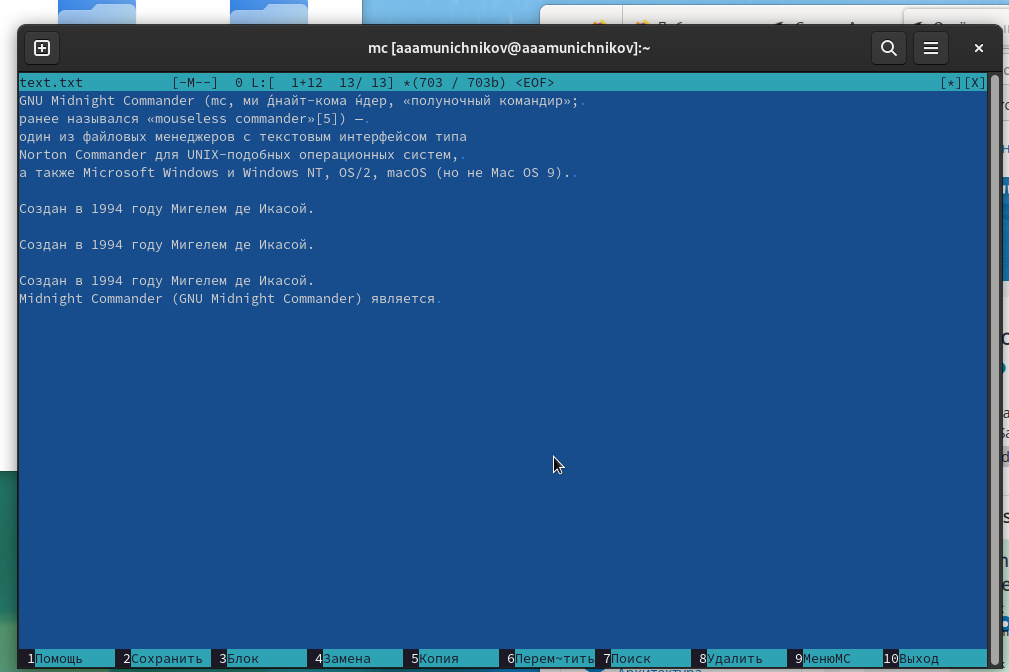 mc [aaamunichnikov@aaamunichnikov]:~
text.txt [-M--] 0 L:[ 1+12 13/ 13] *(703 / 703b) <EOF> [*][X]
GNU Midnight Commander (mc, ми д́найт-кома н́дер, «полуночный командир»;.
ранее назывался «mouseless commander»[5]) —.
один из файловых менеджеров с текстовым интерфейсом типа
Norton Commander для UNIX-подобных операционных систем,.
а также Microsoft Windows и Windows NT, OS/2, macOS (но не Mac OS 9)..
Создан в 1994 году Мигелем де Икасой.
Создан в 1994 году Мигелем де Икасой.
Создан в 1994 году Мигелем де Икасой.
Midnight Commander (GNU Midnight Commander) является.
1Помощь 2Сохранить 3Блок 4Замена 5Копия 6Перем~тить 7Поиск 8Удалить 9МенюMC 10Выход